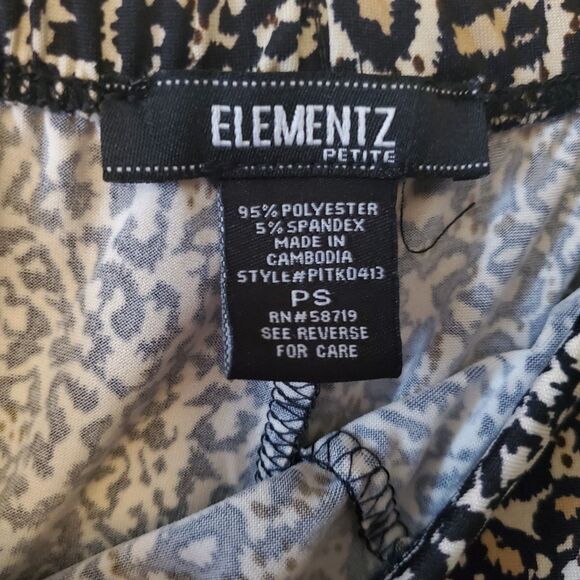 ELEMENTZ
PETITE
95% POLYESTER
5% SPANDEX
MADE IN
CAMBODIA
STYLE#PITK0413
PS
RN#58719
SEE REVERSE
FOR CARE